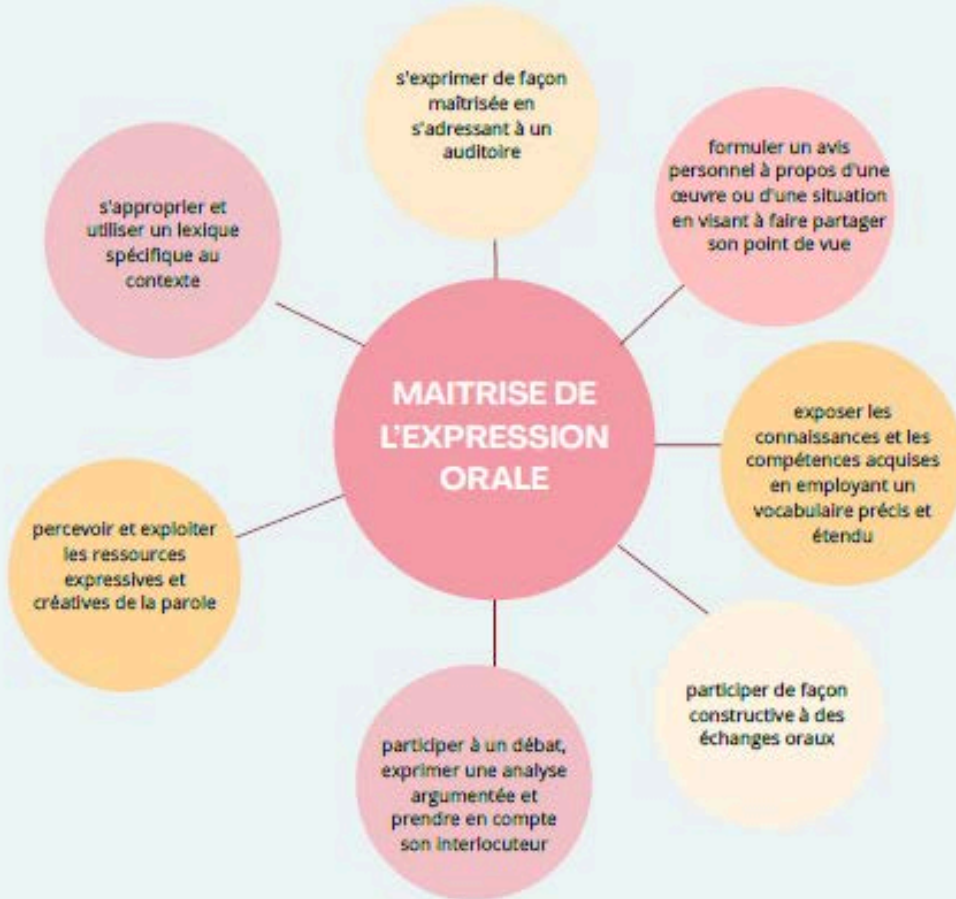 s'exprimer de façon
maîtrisée en
s'adressant à un
auditoire
formuler un avis
personnel à propos d'une
œuvre ou d'une situation
en visant à faire partager
son point de vue
s'approprier et
utiliser un lexique
spécifique au
contexte
MAITRISE DE
L'EXPRESSION
ORALE
exposer les
connaissances et les
compétences acquises
en employant un
vocabulaire précis et
étendu
percevoir et exploiter
les ressources
expressives et
créatives de la parole
participer de façon
constructive à des
échanges oraux
participer à un débat,
exprimer une analyse
argumentée et
prendre en compte
son interlocuteur